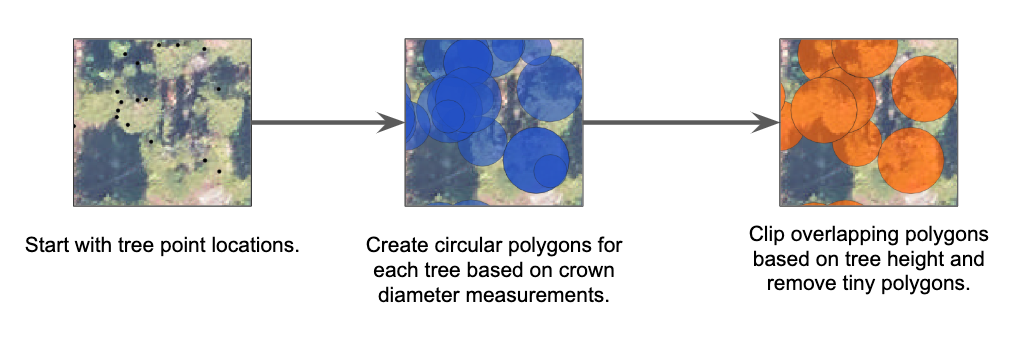 Start with tree point locations.
Create circular polygons for
each tree based on crown
diameter measurements.
Clip overlapping polygons
based on tree height and
remove tiny polygons.